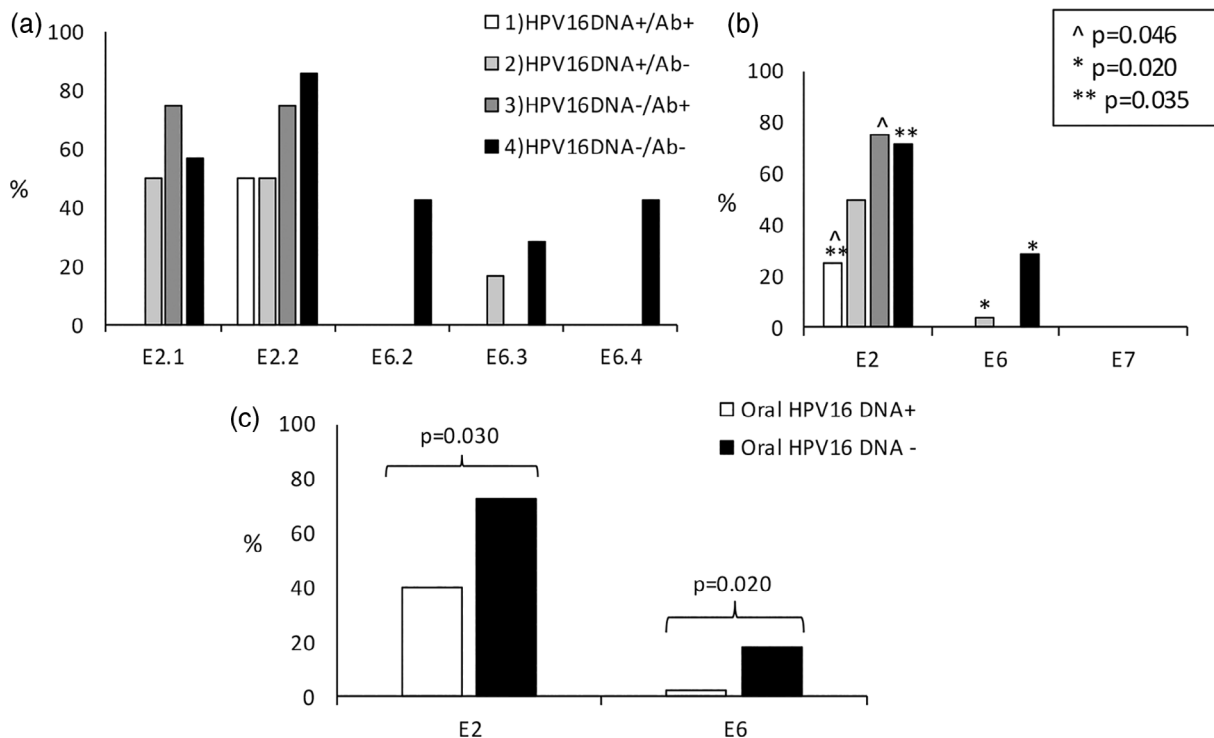 (a)
100
80
60
40
20
0
%
1)HPV16DNA+/Ab+
2)HPV16DNA+/Ab-
3)HPV16DNA-/Ab+
4)HPV16DNA-/Ab-
E2.1 E2.2 E6.2 E6.3 E6.4
(b)
^ p=0.046
* p=0.020
** p=0.035
100
80
60
40
20
0
%
^
**
^
**
*
*
E2 E6 E7
(c)
100
80
60
40
20
0
%
Oral HPV16 DNA+
Oral HPV16 DNA -
p=0.030
p=0.020
E2 E6